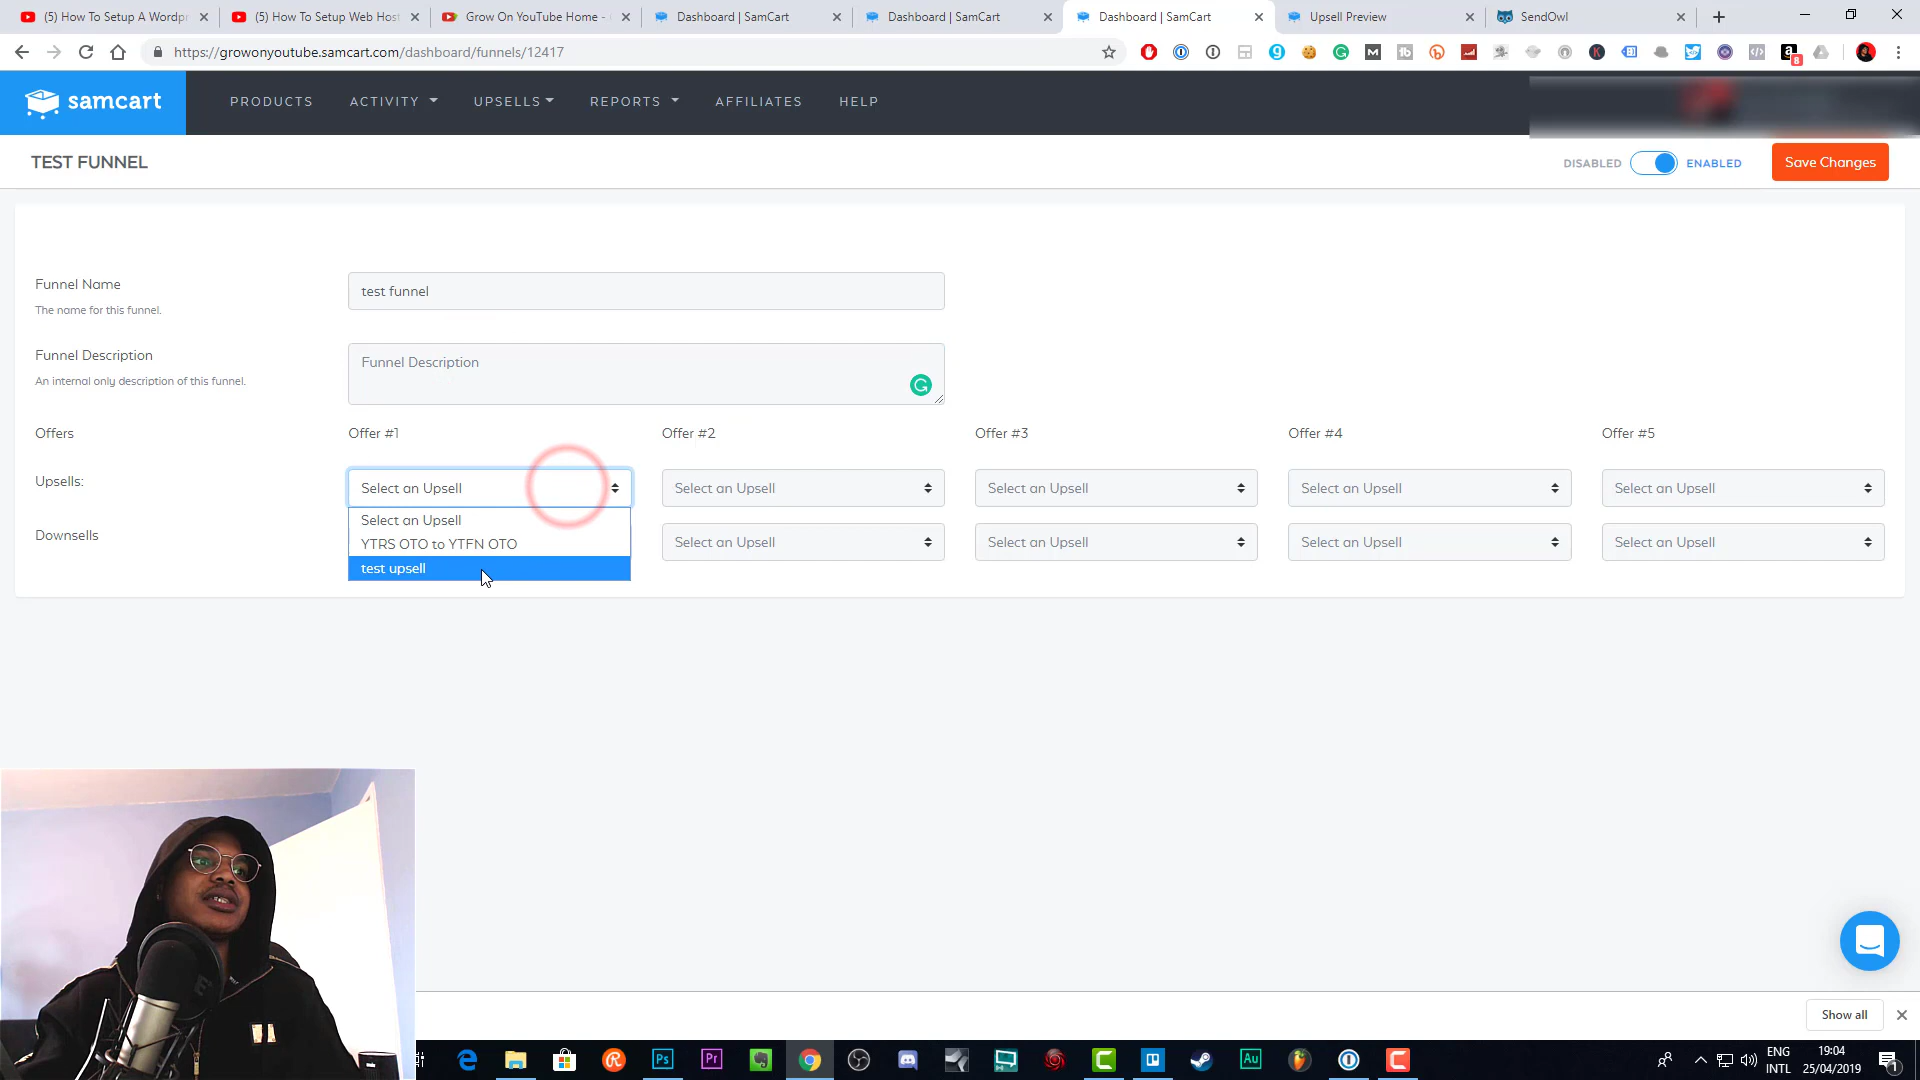 (5) How To Setup A Wordpr
(5) How To Setup Web Host
Grow On YouTube Home -
Dashboard | SamCart
Dashboard | SamCart
Dashboard | SamCart
Upsell Preview
SendOwl
https://growonyoutube.samcart.com/dashboard/funnels/12417
samcart
PRODUCTS
ACTIVITY
UPSELLS
REPORTS
AFFILIATES
HELP
TEST FUNNEL
DISABLED
ENABLED
Save Changes
Funnel Name
The name for this funnel.
test funnel
Funnel Description
An internal only description of this funnel.
Funnel Description
Offers
Offer #1
Offer #2
Offer #3
Offer #4
Offer #5
Upsells:
Select an Upsell
Select an Upsell
Select an Upsell
Select an Upsell
Select an Upsell
Select an Upsell
YTRS OTO to YTFN OTO
test upsell
Downsells
Select an Upsell
Select an Upsell
Select an Upsell
Select an Upsell
Show all
ENG
INTL
19:04
25/04/2019